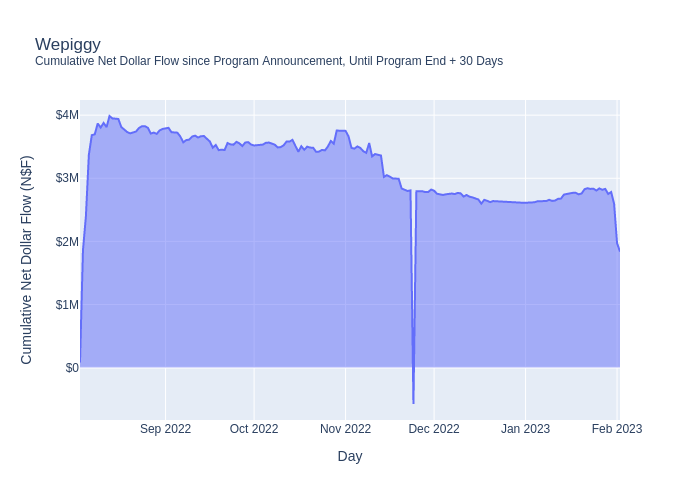 Wepiggy
Cumulative Net Dollar Flow since Program Announcement, Until Program End + 30 Days
Cumulative Net Dollar Flow (N$F)
$4M
$3M
$2M
$1M
$0
Sep 2022
Oct 2022
Nov 2022
Dec 2022
Jan 2023
Feb 2023
Day